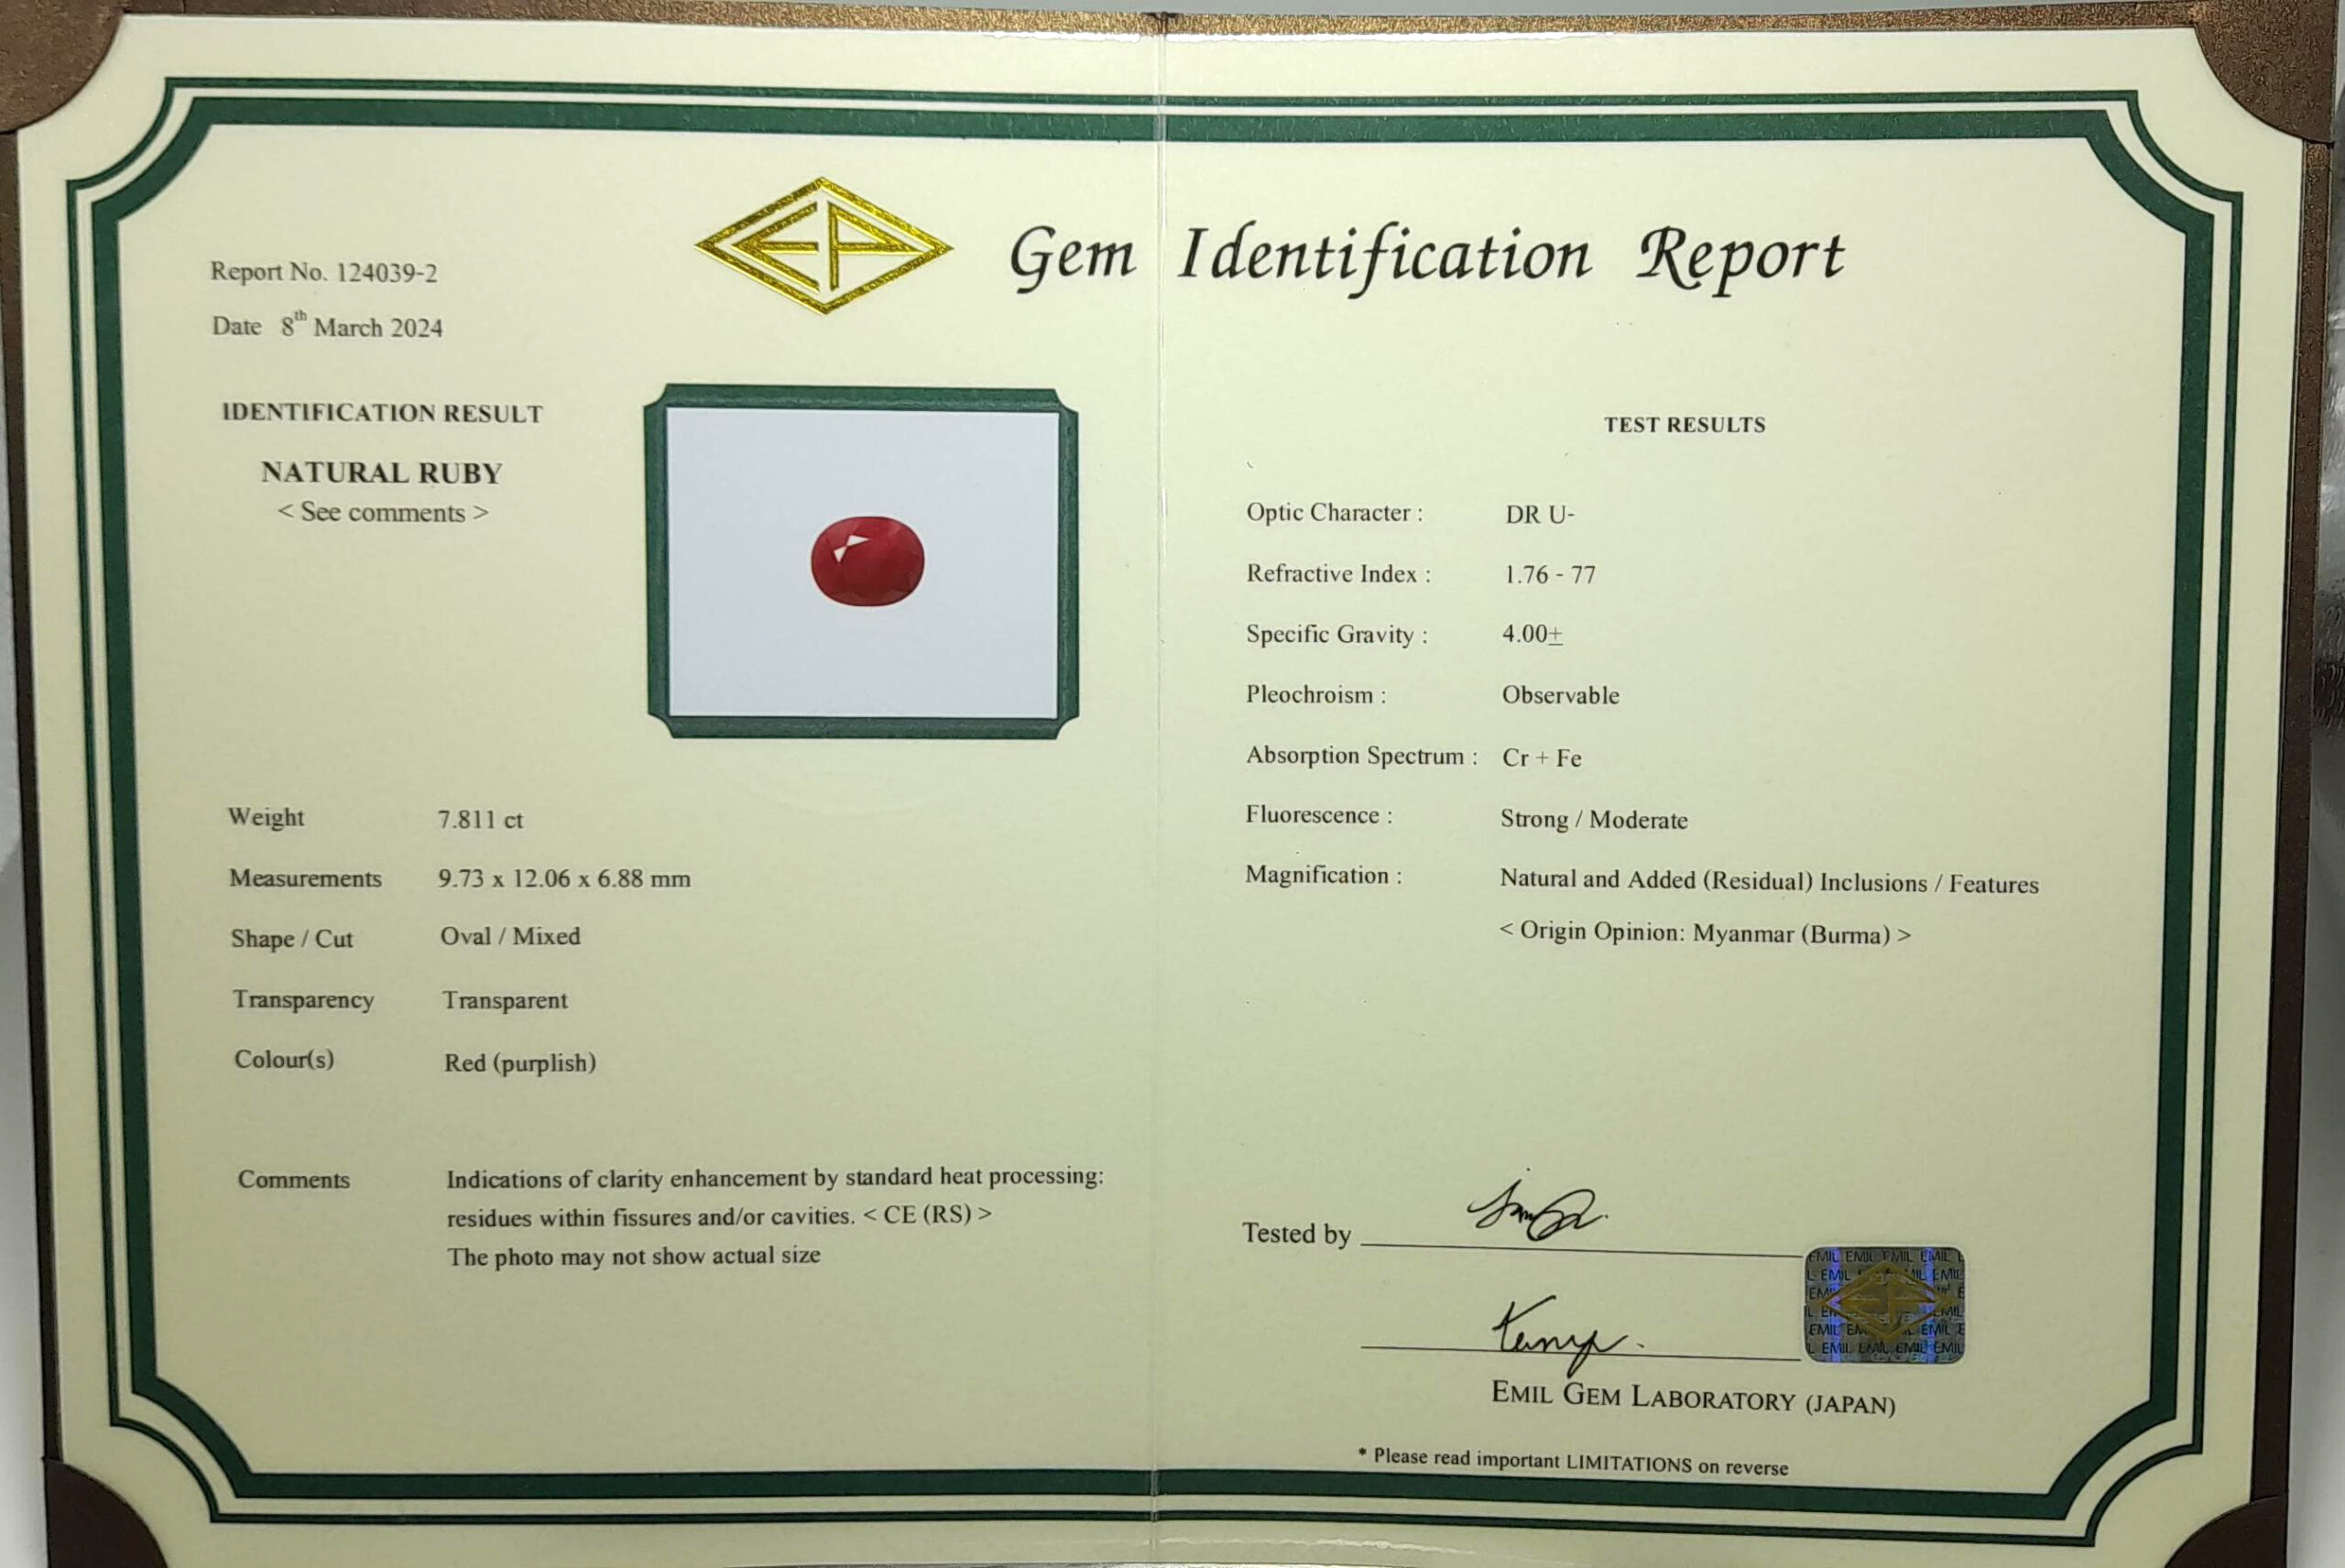 Gem Identification Report
Report No. 124039-2
Date 8th March 2024
IDENTIFICATION RESULT
NATURAL RUBY
< See comments >
Weight 7.811 ct
Measurements 9.73 x 12.06 x 6.88 mm
Shape / Cut Oval / Mixed
Transparency Transparent
Colour(s) Red (purplish)
Comments Indications of clarity enhancement by standard heat processing:
residues within fissures and/or cavities. < CE (RS) >
The photo may not show actual size
TEST RESULTS
Optic Character : DR U-
Refractive Index : 1.76 - 77
Specific Gravity : 4.00±
Pleochroism : Observable
Absorption Spectrum : Cr + Fe
Fluorescence : Strong / Moderate
Magnification : Natural and Added (Residual) Inclusions / Features
< Origin Opinion: Myanmar (Burma) >
Tested by
EMIL EMIL EMIL EMIL
EMIL GEM LABORATORY (JAPAN)
* Please read important LIMITATIONS on reverse